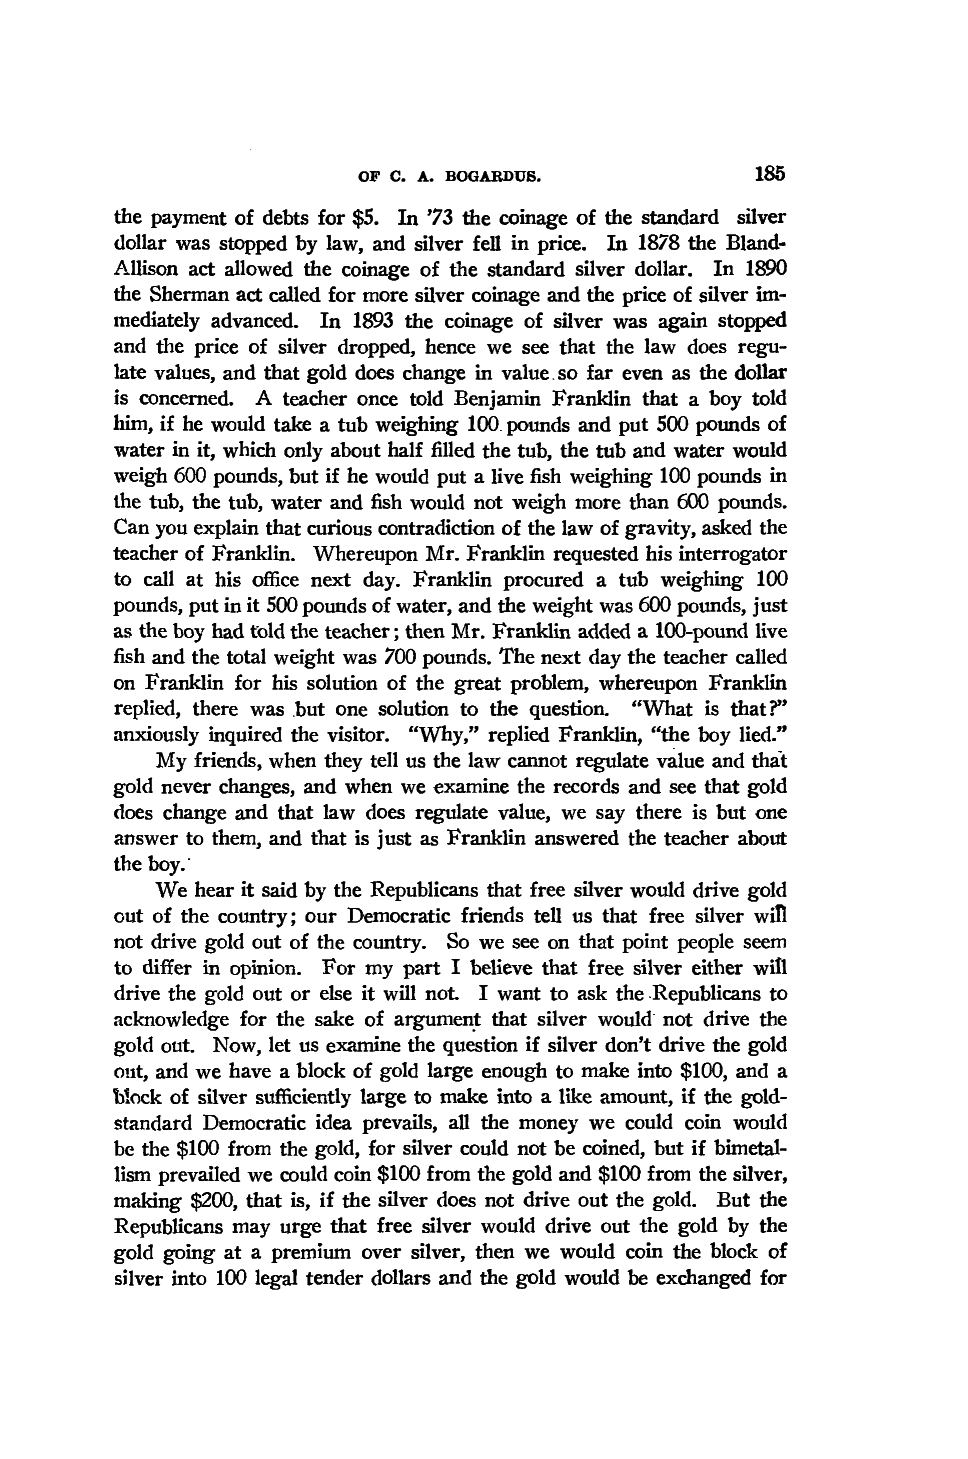 OF C. A. BOGARDUS. 185
the payment of debts for $5. In '73 the coinage of the standard silver
dollar was stopped by law, and silver fell in price. In 1878 the Bland-
Allison act allowed the coinage of the standard silver dollar. In 1890
the Sherman act called for more silver coinage and the price of silver im-
mediately advanced. In 1893 the coinage of silver was again stopped
and the price of silver dropped, hence we see that the law does regu-
late values, and that gold does change in value so far even as the dollar
is concerned. A teacher once told Benjamin Franklin that a boy told
him, if he would take a tub weighing 100 pounds and put 500 pounds of
water in it, which only about half filled the tub, the tub and water would
weigh 600 pounds, but if he would put a live fish weighing 100 pounds in
the tub, the tub, water and fish would not weigh more than 600 pounds.
Can you explain that curious contradiction of the law of gravity, asked the
teacher of Franklin. Whereupon Mr. Franklin requested his interrogator
to call at his office next day. Franklin procured a tub weighing 100
pounds, put in it 500 pounds of water, and the weight was 600 pounds, just
as the boy had told the teacher; then Mr. Franklin added a 100-pound live
fish and the total weight was 700 pounds. The next day the teacher called
on Franklin for his solution of the great problem, whereupon Franklin
replied, there was but one solution to the question. "What is that?"
anxiously inquired the visitor. "Why," replied Franklin, "the boy lied."
My friends, when they tell us the law cannot regulate value and that
gold never changes, and when we examine the records and see that gold
does change and that law does regulate value, we say there is but one
answer to them, and that is just as Franklin answered the teacher about
the boy.
We hear it said by the Republicans that free silver would drive gold
out of the country; our Democratic friends tell us that free silver will
not drive gold out of the country. So we see on that point people seem
to differ in opinion. For my part I believe that free silver either will
drive the gold out or else it will not. I want to ask the Republicans to
acknowledge for the sake of argument that silver would not drive the
gold out. Now, let us examine the question if silver don't drive the gold
out, and we have a block of gold large enough to make into $100, and a
block of silver sufficiently large to make into a like amount, if the gold-
standard Democratic idea prevails, all the money we could coin would
be the $100 from the gold, for silver could not be coined, but if bimetal-
lism prevailed we could coin $100 from the gold and $100 from the silver,
making $200, that is, if the silver does not drive out the gold. But the
Republicans may urge that free silver would drive out the gold by the
gold going at a premium over silver, then we would coin the block of
silver into 100 legal tender dollars and the gold would be exchanged for